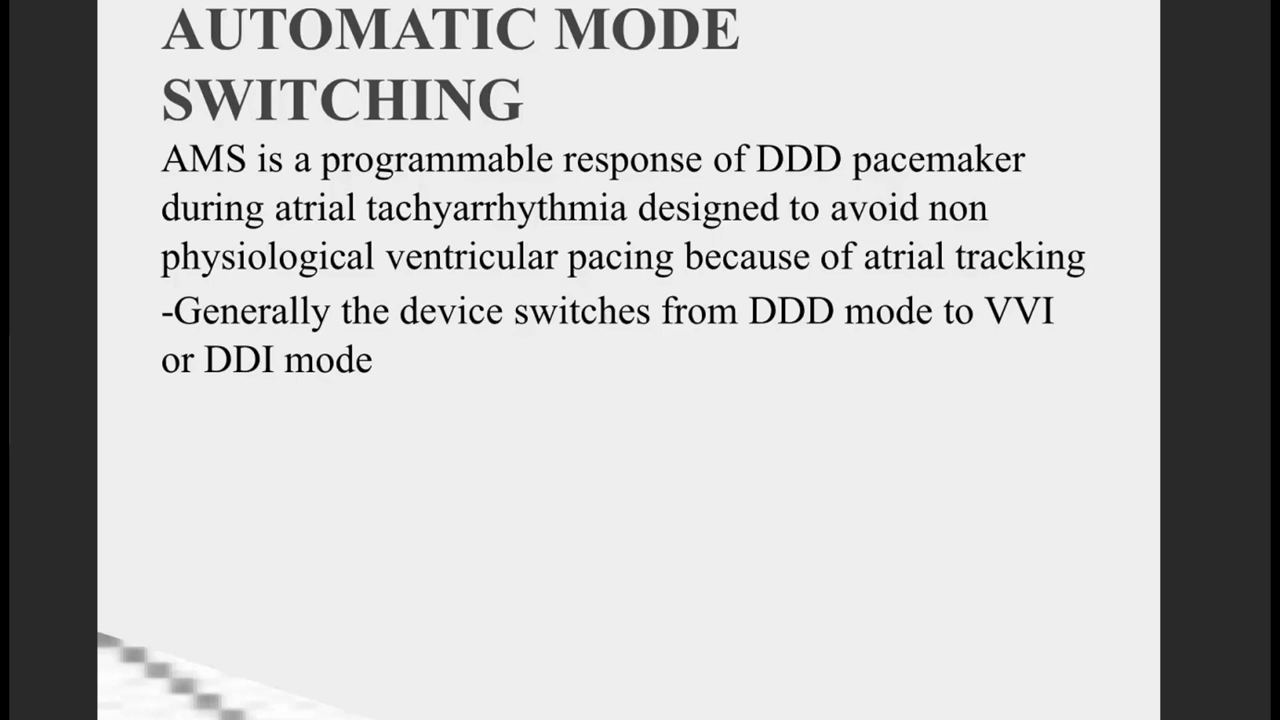 AUTOMATIC MODE
SWITCHING
AMS is a programmable response of DDD pacemaker
during atrial tachyarrhythmia designed to avoid non
physiological ventricular pacing because of atrial tracking
-Generally the device switches from DDD mode to VVI
or DDI mode